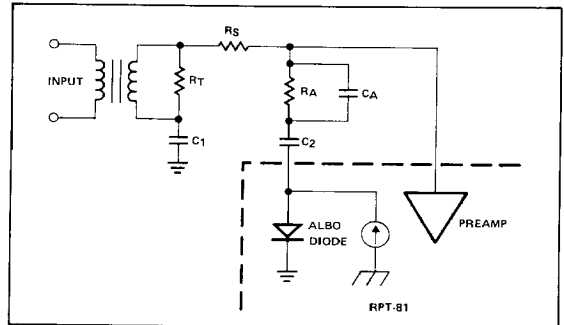 RS
INPUT
RT
RA
CA
C1
C2
ALBO
DIODE
PREAMP
RPT-81